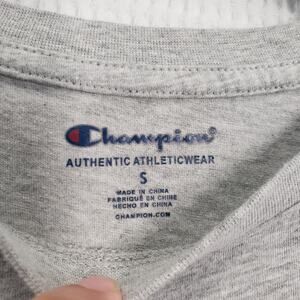 Champion
AUTHENTIC ATHLETICWEAR
S
MADE IN CHINA
FABRIQUÉ EN CHINE
HECHO EN CHINA
CHAMPION.COM